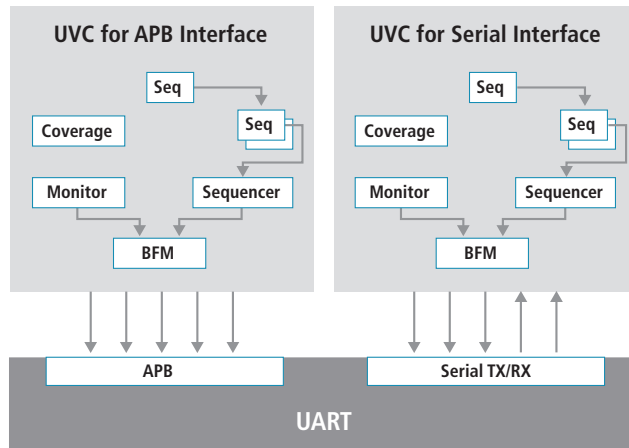 UVC for APB Interface
Seq
Seq
Coverage
Monitor
Sequencer
BFM
UVC for Serial Interface
Seq
Seq
Coverage
Monitor
Sequencer
BFM
APB
Serial TX/RX
UART